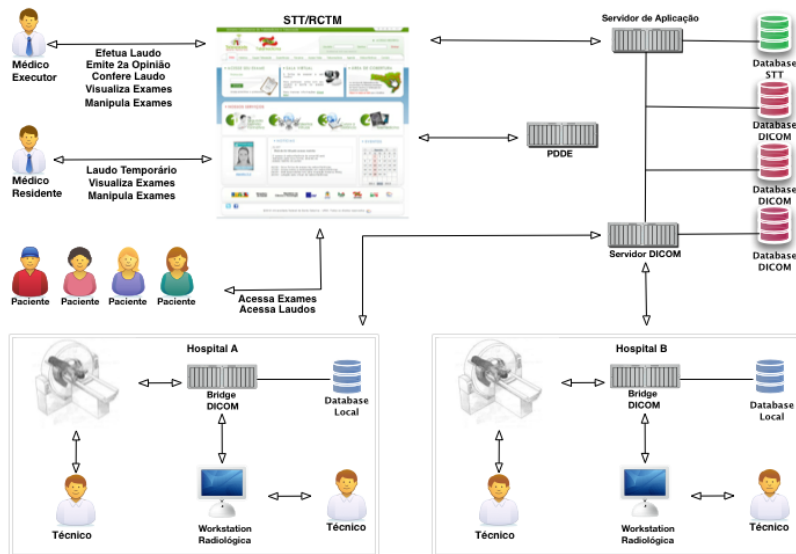 STT/RCTM
Servidor de Aplicação
Médico
Executor
Efetua Laudo
Emite 2a Opinião
Confere Laudo
Visualiza Exames
Manipula Exames
Database
STT
Database
DICOM
PDDE
Médico
Residente
Laudo Temporário
Visualiza Exames
Manipula Exames
Database
DICOM
Servidor DICOM
Database
DICOM
Paciente
Paciente
Paciente
Paciente
Acessa Exames
Acessa Laudos
Hospital A
Bridge
DICOM
Database
Local
Técnico
Workstation
Radiológica
Técnico
Hospital B
Bridge
DICOM
Database
Local
Técnico
Workstation
Radiológica
Técnico